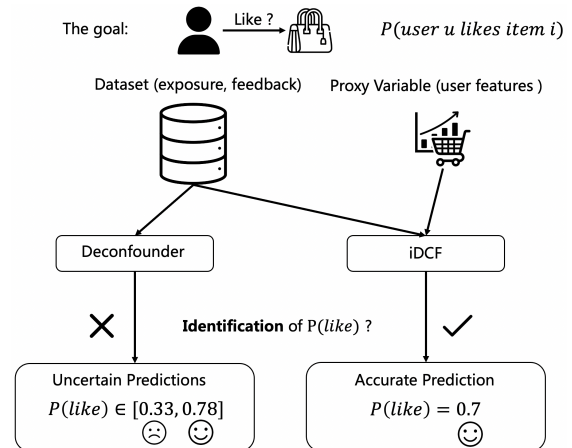 The goal:
Like ?
P(user u likes item i)
Dataset (exposure, feedback)
Proxy Variable (user features )
Deconfounder
iDCF
Identification of P(like) ?
Uncertain Predictions
P(like) ∈ [0.33, 0.78]
Accurate Prediction
P(like) = 0.7